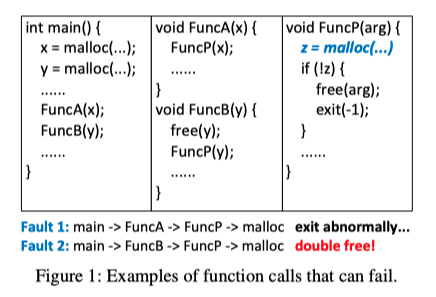 int main() {
x = malloc(...);
y = malloc(...);
......
FuncA(x);
FuncB(y);
......
}
void FuncA(x) {
FuncP(x);
......
}
void FuncB(y) {
free(y);
FuncP(y);
......
}
void FuncP(arg) {
z = malloc(...)
if (!z) {
free(arg);
exit(-1);
}
......
}
Fault 1: main -> FuncA -> FuncP -> malloc exit abnormally...
Fault 2: main -> FuncB -> FuncP -> malloc double free!
Figure 1: Examples of function calls that can fail.